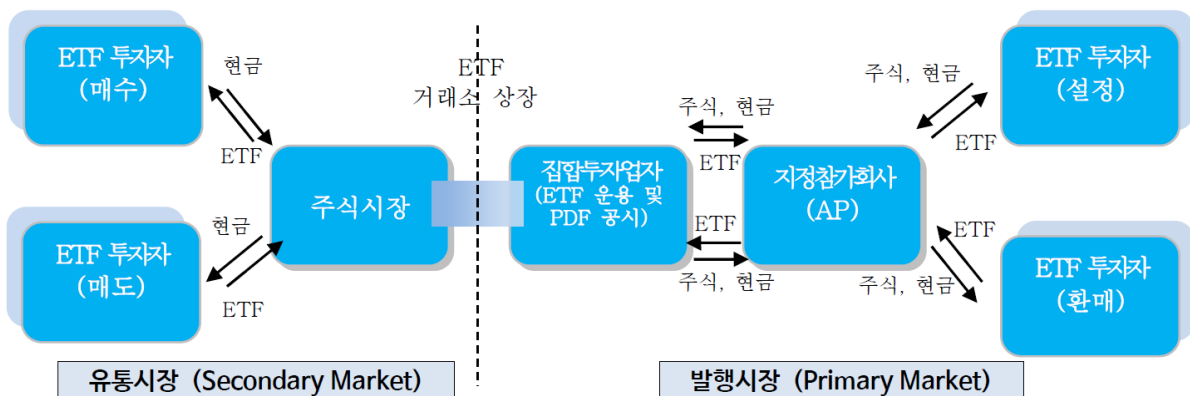 ETF 투자자
(매수)
현금
ETF
주식시장
ETF 투자자
(매도)
현금
ETF
ETF
거래소 상장
집합투자업자
(ETF 운용 및
PDF 공시)
주식, 현금
ETF
ETF
주식, 현금
지정참가회사
(AP)
주식, 현금
ETF
ETF 투자자
(설정)
ETF
주식, 현금
ETF 투자자
(환매)
유통시장 (Secondary Market)
발행시장 (Primary Market)